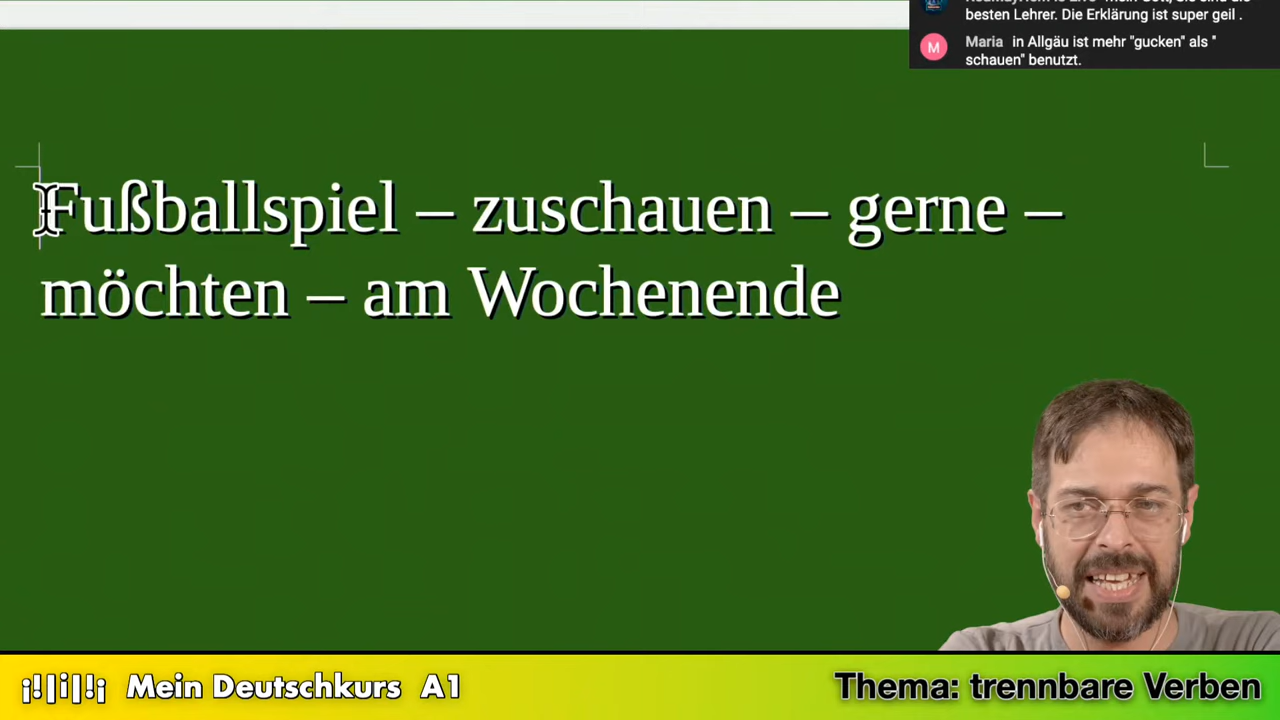 besten Lehrer. Die Erklärung ist super geil .
M
Maria in Allgäu ist mehr "gucken" als "
schauen" benutzt.
Fußballspiel – zuschauen – gerne –
möchten – am Wochenende
¡!|i|!¡ Mein Deutschkurs A1
Thema: trennbare Verben